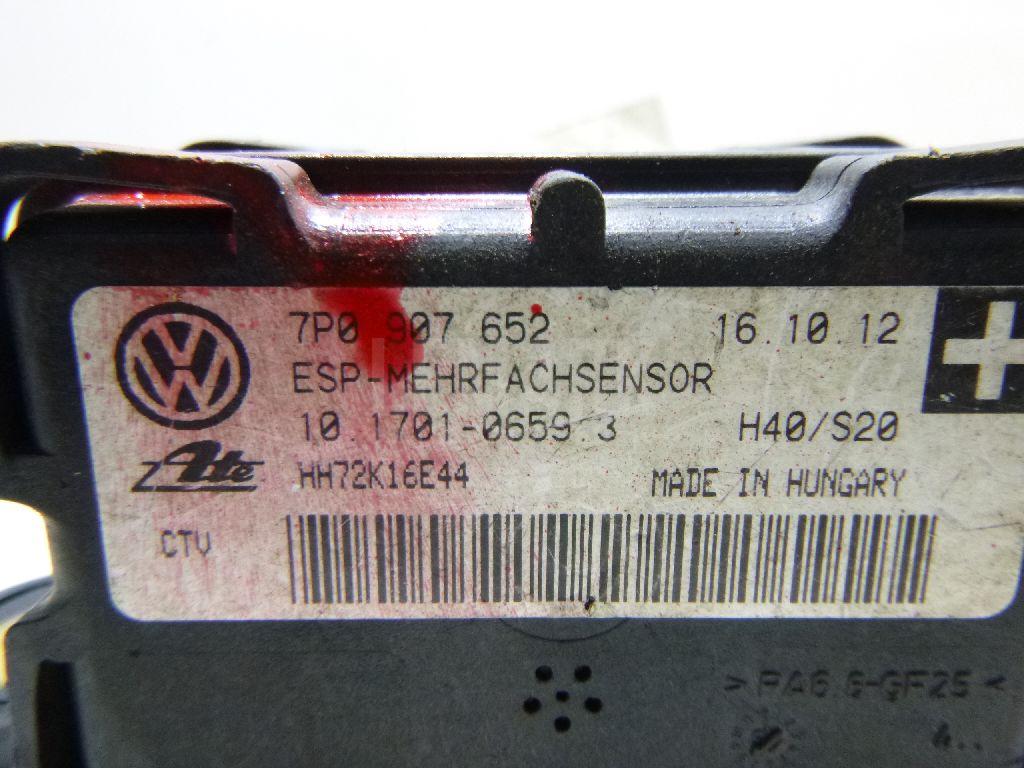 7P0 907 652 16.10.12
ESP-MEHRFACHSENSOR
10.1701-0659.3 H40/S20
Ate
HH72K16E44 MADE IN HUNGARY
CTV
>PA6.6-GF25<